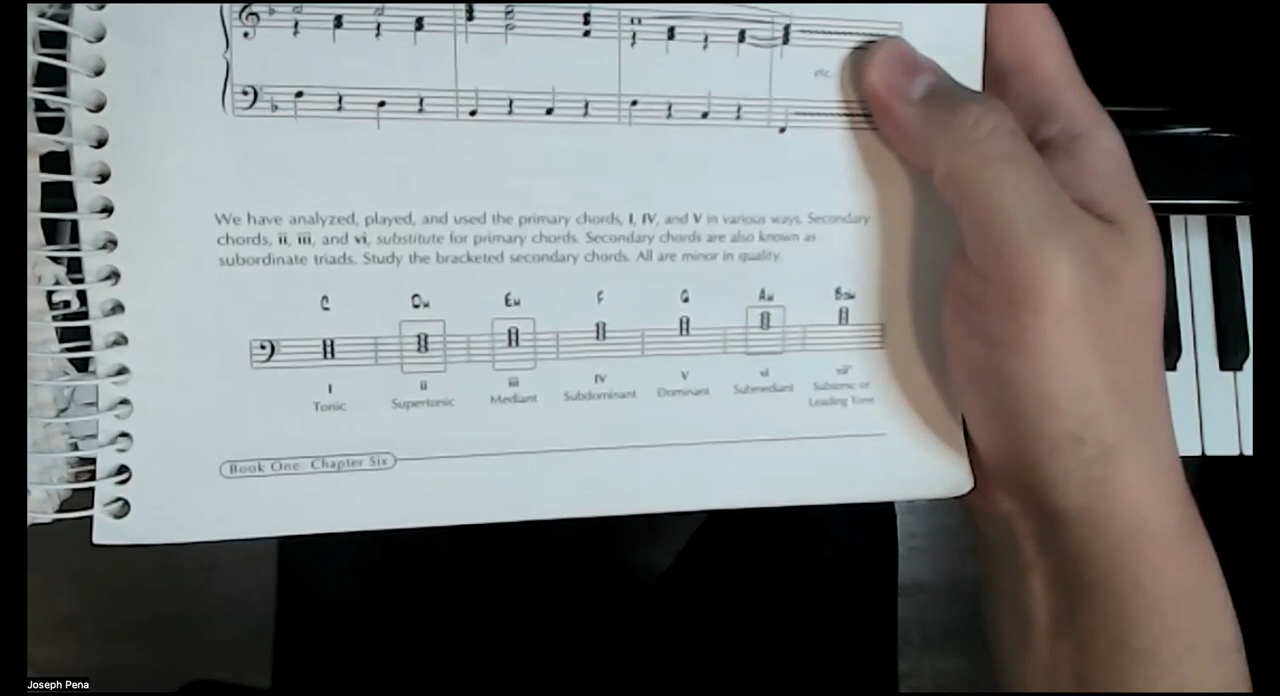 etc.
We have analyzed, played, and used the primary chords, I, IV, and V in various ways. Secondary
chords, ii, iii, and vi, substitute for primary chords. Secondary chords are also known as
subordinate triads. Study the bracketed secondary chords. All are minor in quality.
C Dm Em F G Am Bdim
I ii iii IV V vi vii°
Tonic Supertonic Mediant Subdominant Dominant Submediant Subtonic or
Leading Tone
Book One: Chapter Six
Joseph Pena